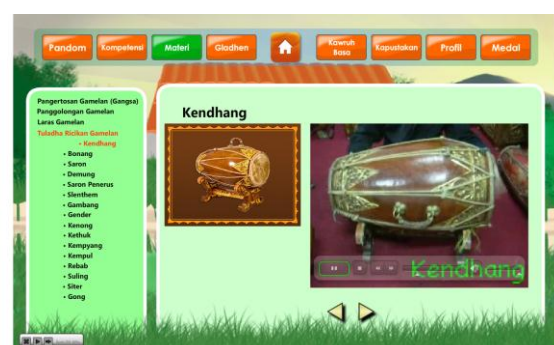 Pandom
Kompetensi
Materi
Gladhen
Kawruh
Basa
Kapustakan
Profil
Medal
Pangertosan Gamelan (Gangsa)
Panggolongan Gamelan
Laras Gamelan
Tuladha Ricikan Gamelan
• Kendhang
• Bonang
• Saron
• Demung
• Saron Penerus
• Slenthem
• Gambang
• Gender
• Kenong
• Kethuk
• Kempyang
• Kempul
• Rebab
• Suling
• Siter
• Gong
Kendhang
Kendhang